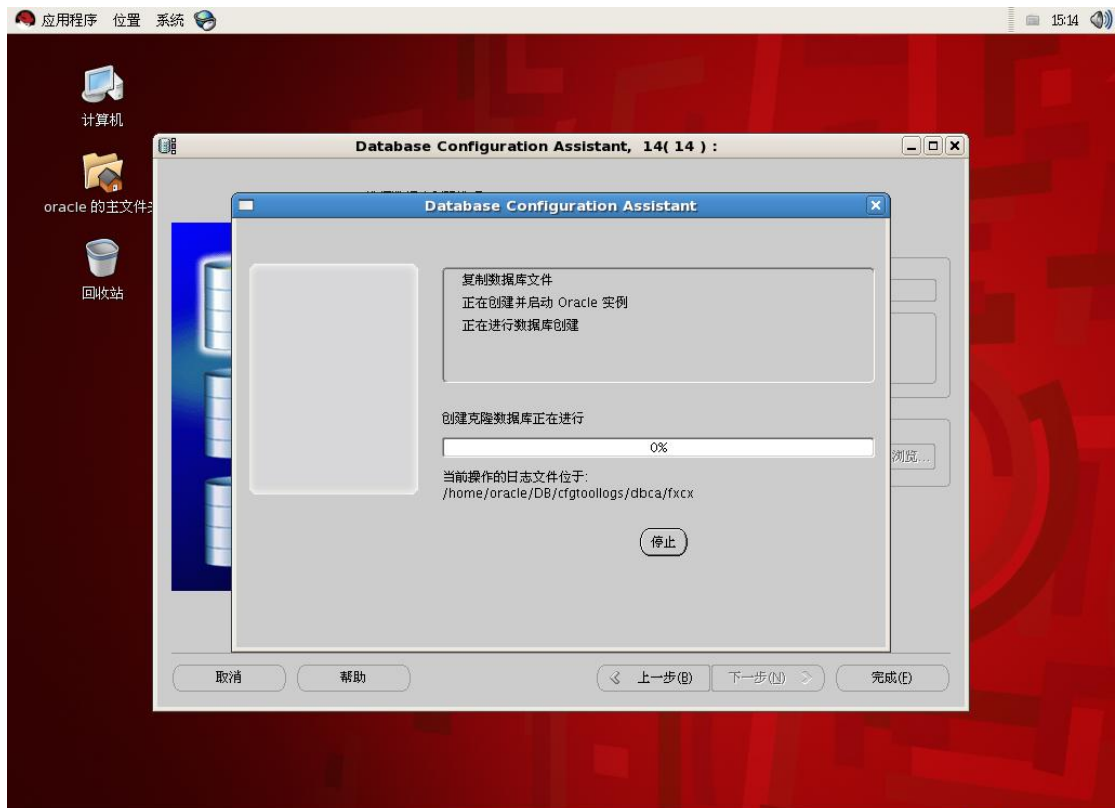 应用程序 位置 系统
15:14
计算机
Database Configuration Assistant, 14( 14 ) :
oracle 的主文件
Database Configuration Assistant
回收站
复制数据库文件
正在创建并启动 Oracle 实例
正在进行数据库创建
创建克隆数据库正在进行
0%
浏览...
当前操作的日志文件位于:
/home/oracle/DB/cfgtoollogs/dbca/fxcx
停止
取消 帮助 上一步(B) 下一步(N) 完成(F)